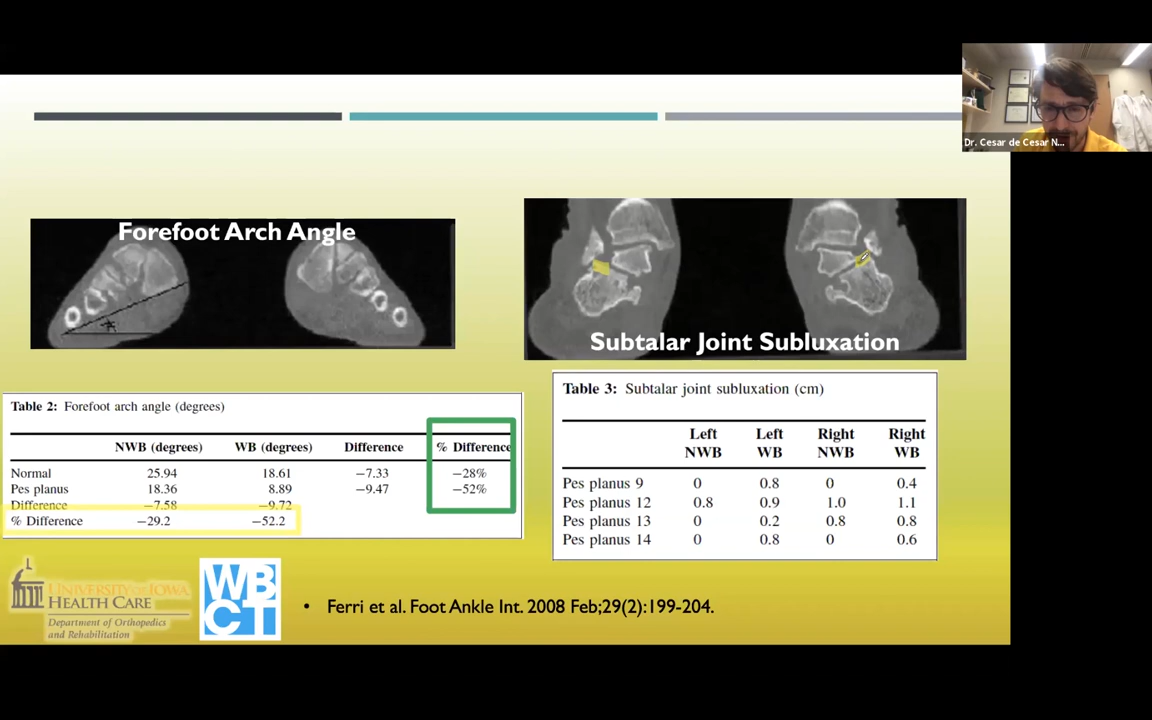 Dr. Cesar de Cesar N...
Forefoot Arch Angle
Subtalar Joint Subluxation
Table 2: Forefoot arch angle (degrees)
NWB (degrees) WB (degrees) Difference % Difference
Normal 25.94 18.61 −7.33 −28%
Pes planus 18.36 8.89 −9.47 −52%
Difference −7.58 −9.72
% Difference −29.2 −52.2
Table 3: Subtalar joint subluxation (cm)
Left NWB Left WB Right NWB Right WB
Pes planus 9 0 0.8 0 0.4
Pes planus 12 0.8 0.9 1.0 1.1
Pes planus 13 0 0.2 0.8 0.8
Pes planus 14 0 0.8 0 0.6
UNIVERSITY OF IOWA
HEALTH CARE
Department of Orthopedics
and Rehabilitation
WB
CT
• Ferri et al. Foot Ankle Int. 2008 Feb;29(2):199-204.